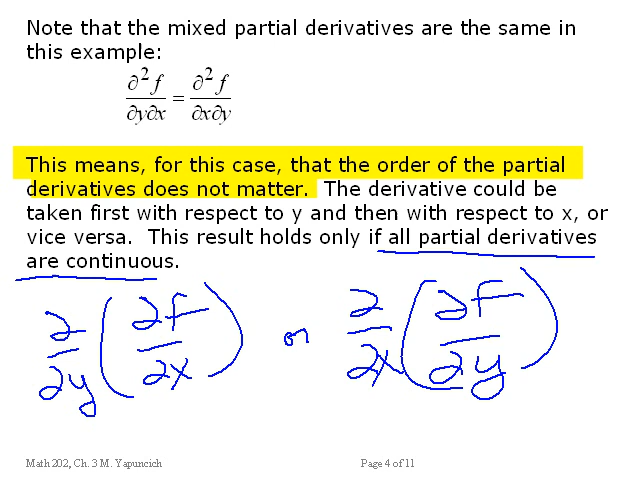 Note that the mixed partial derivatives are the same in
this example:
∂²f/∂y∂x = ∂²f/∂x∂y
This means, for this case, that the order of the partial
derivatives does not matter. The derivative could be
taken first with respect to y and then with respect to x, or
vice versa. This result holds only if all partial derivatives
are continuous.
∂/∂y (∂f/∂x) or ∂/∂x (∂f/∂y)
Math 202, Ch. 3 M. Yapuncich Page 4 of 11